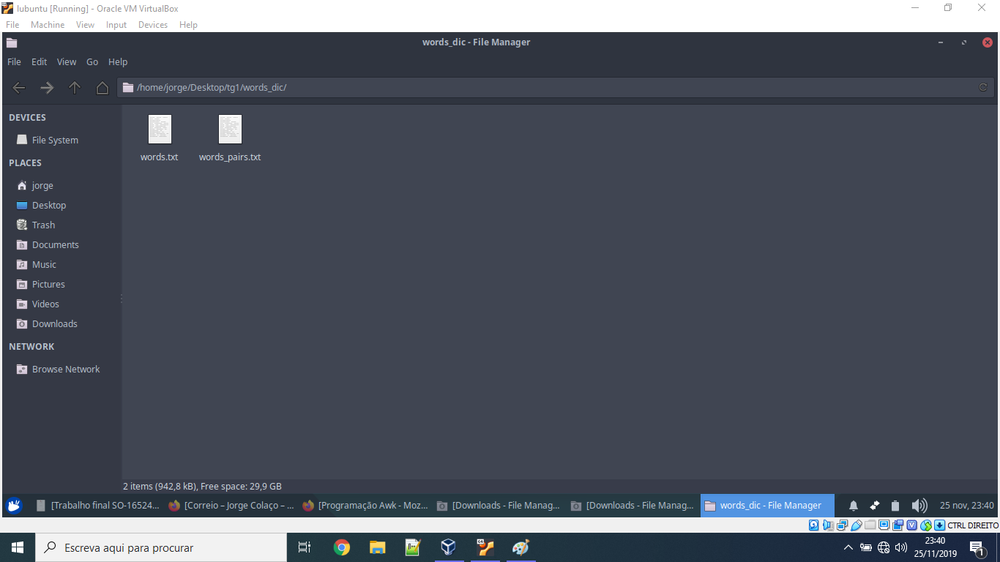 lubuntu [Running] - Oracle VM VirtualBox
File Machine View Input Devices Help
words_dic - File Manager
File Edit View Go Help
/home/jorge/Desktop/tg1/words_dic/
DEVICES
File System
PLACES
jorge
Desktop
Trash
Documents
Music
Pictures
Videos
Downloads
NETWORK
Browse Network
words.txt words_pairs.txt
2 items (942,8 kB), Free space: 29,9 GB
[Trabalho final SO-16524... [Correio – Jorge Colaço – ... [Programação Awk - Moz... [Downloads - File Manag... [Downloads - File Manag... words_dic - File Manager 25 nov, 23:40
CTRL DIREITO
Escreva aqui para procurar
23:40
25/11/2019
1